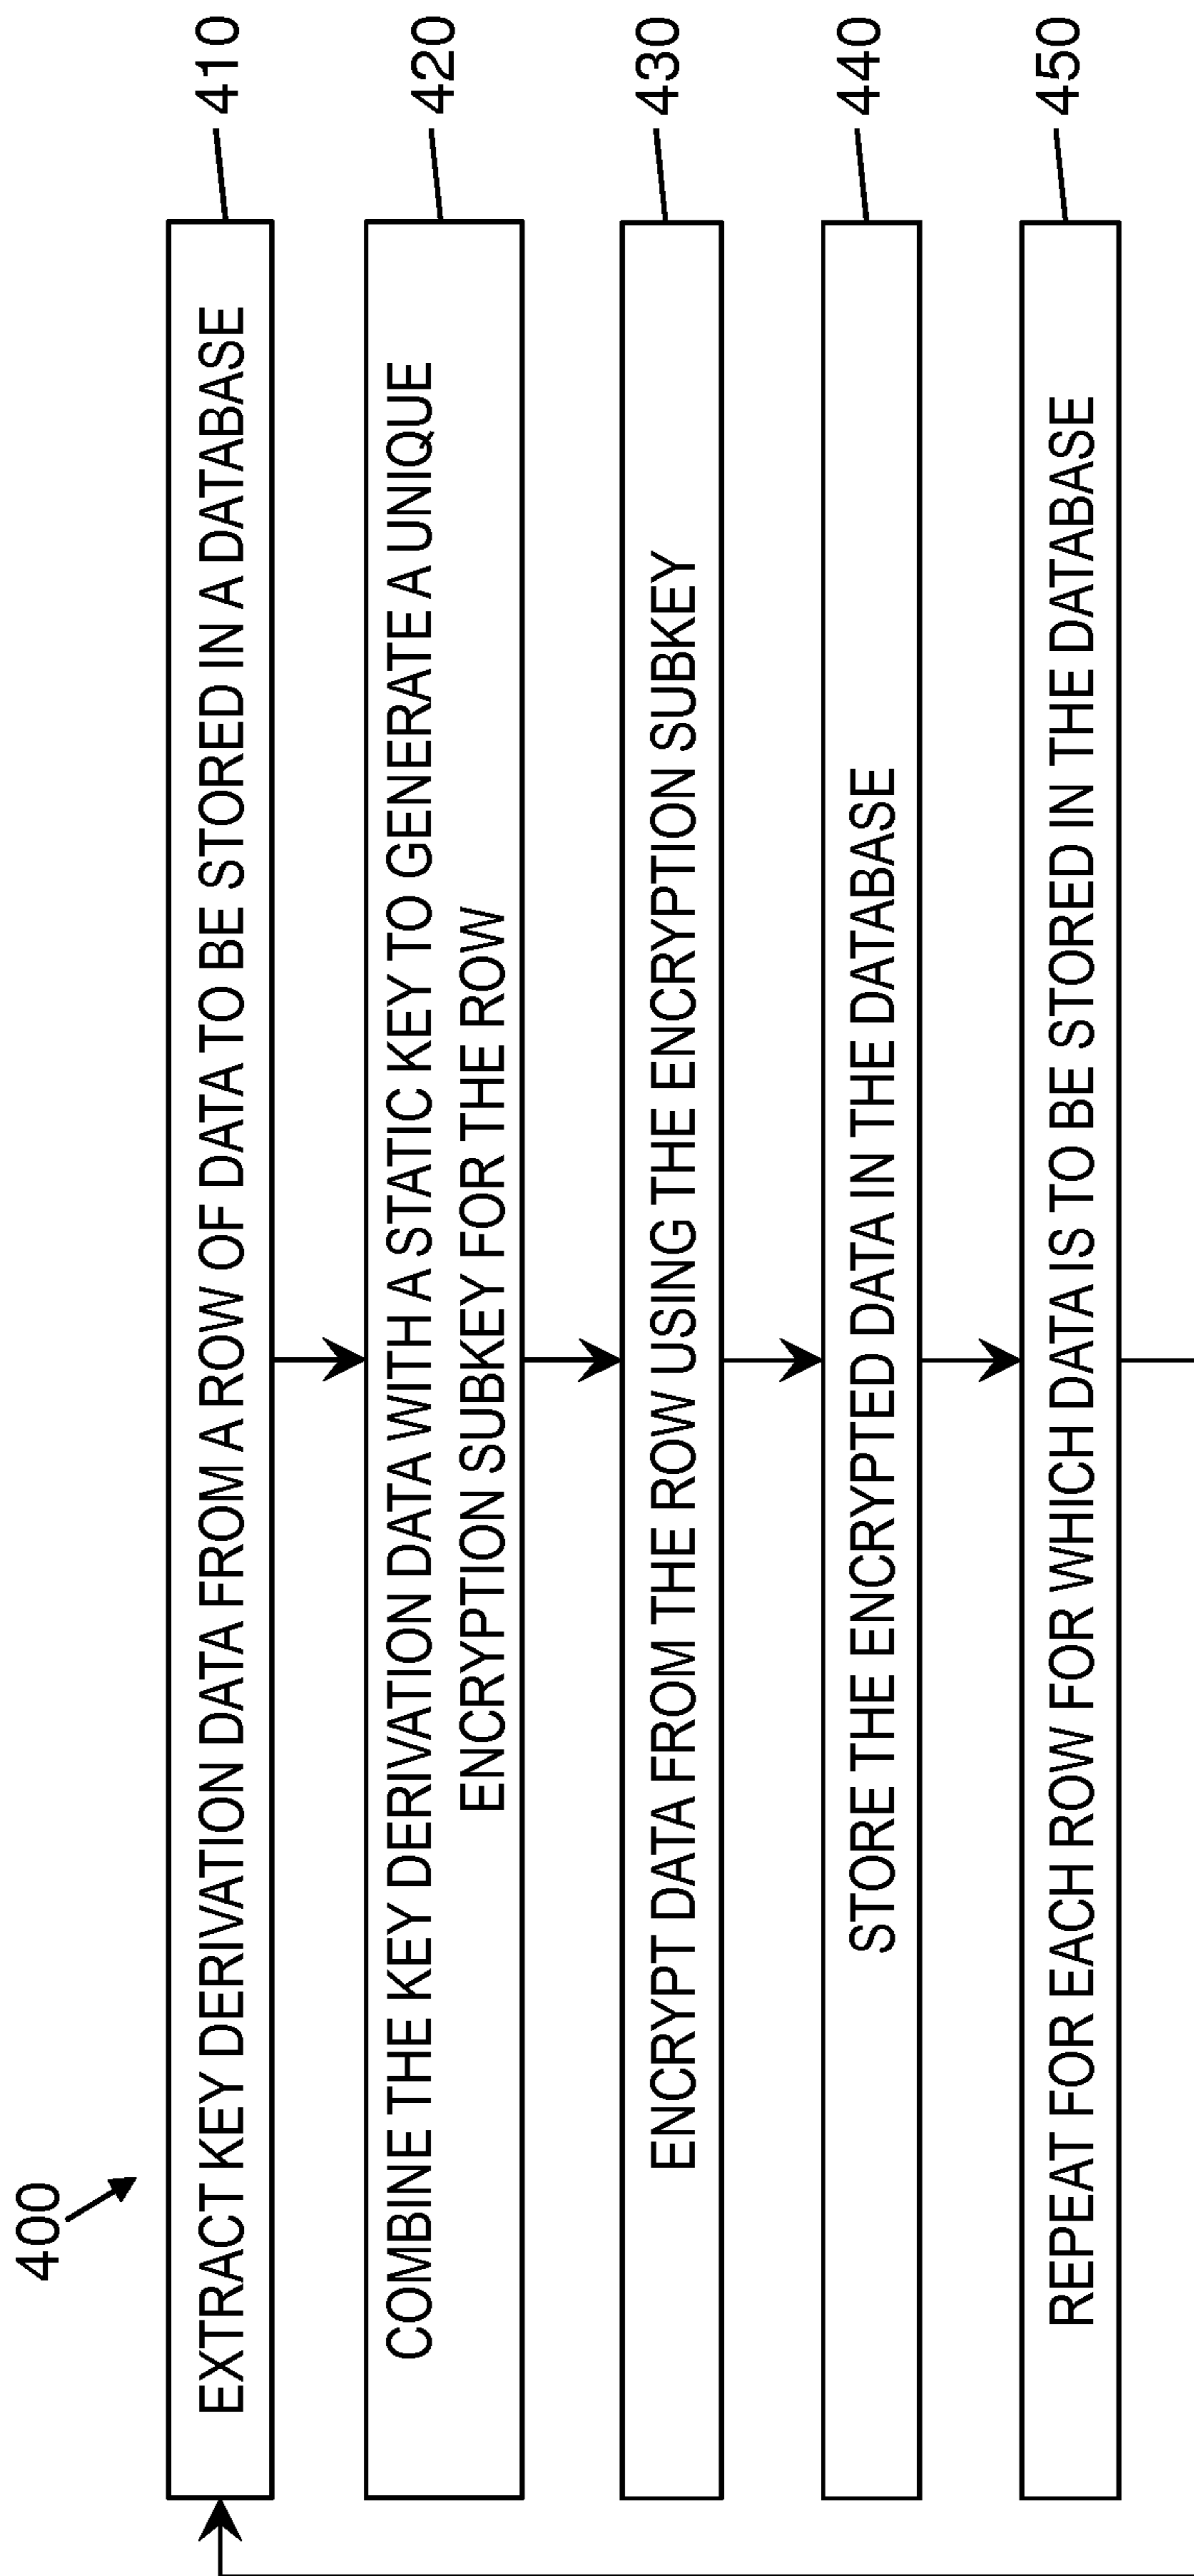 400
EXTRACT KEY DERIVATION DATA FROM A ROW OF DATA TO BE STORED IN A DATABASE
410
COMBINE THE KEY DERIVATION DATA WITH A STATIC KEY TO GENERATE A UNIQUE
ENCRYPTION SUBKEY FOR THE ROW
420
ENCRYPT DATA FROM THE ROW USING THE ENCRYPTION SUBKEY
430
STORE THE ENCRYPTED DATA IN THE DATABASE
440
REPEAT FOR EACH ROW FOR WHICH DATA IS TO BE STORED IN THE DATABASE
450